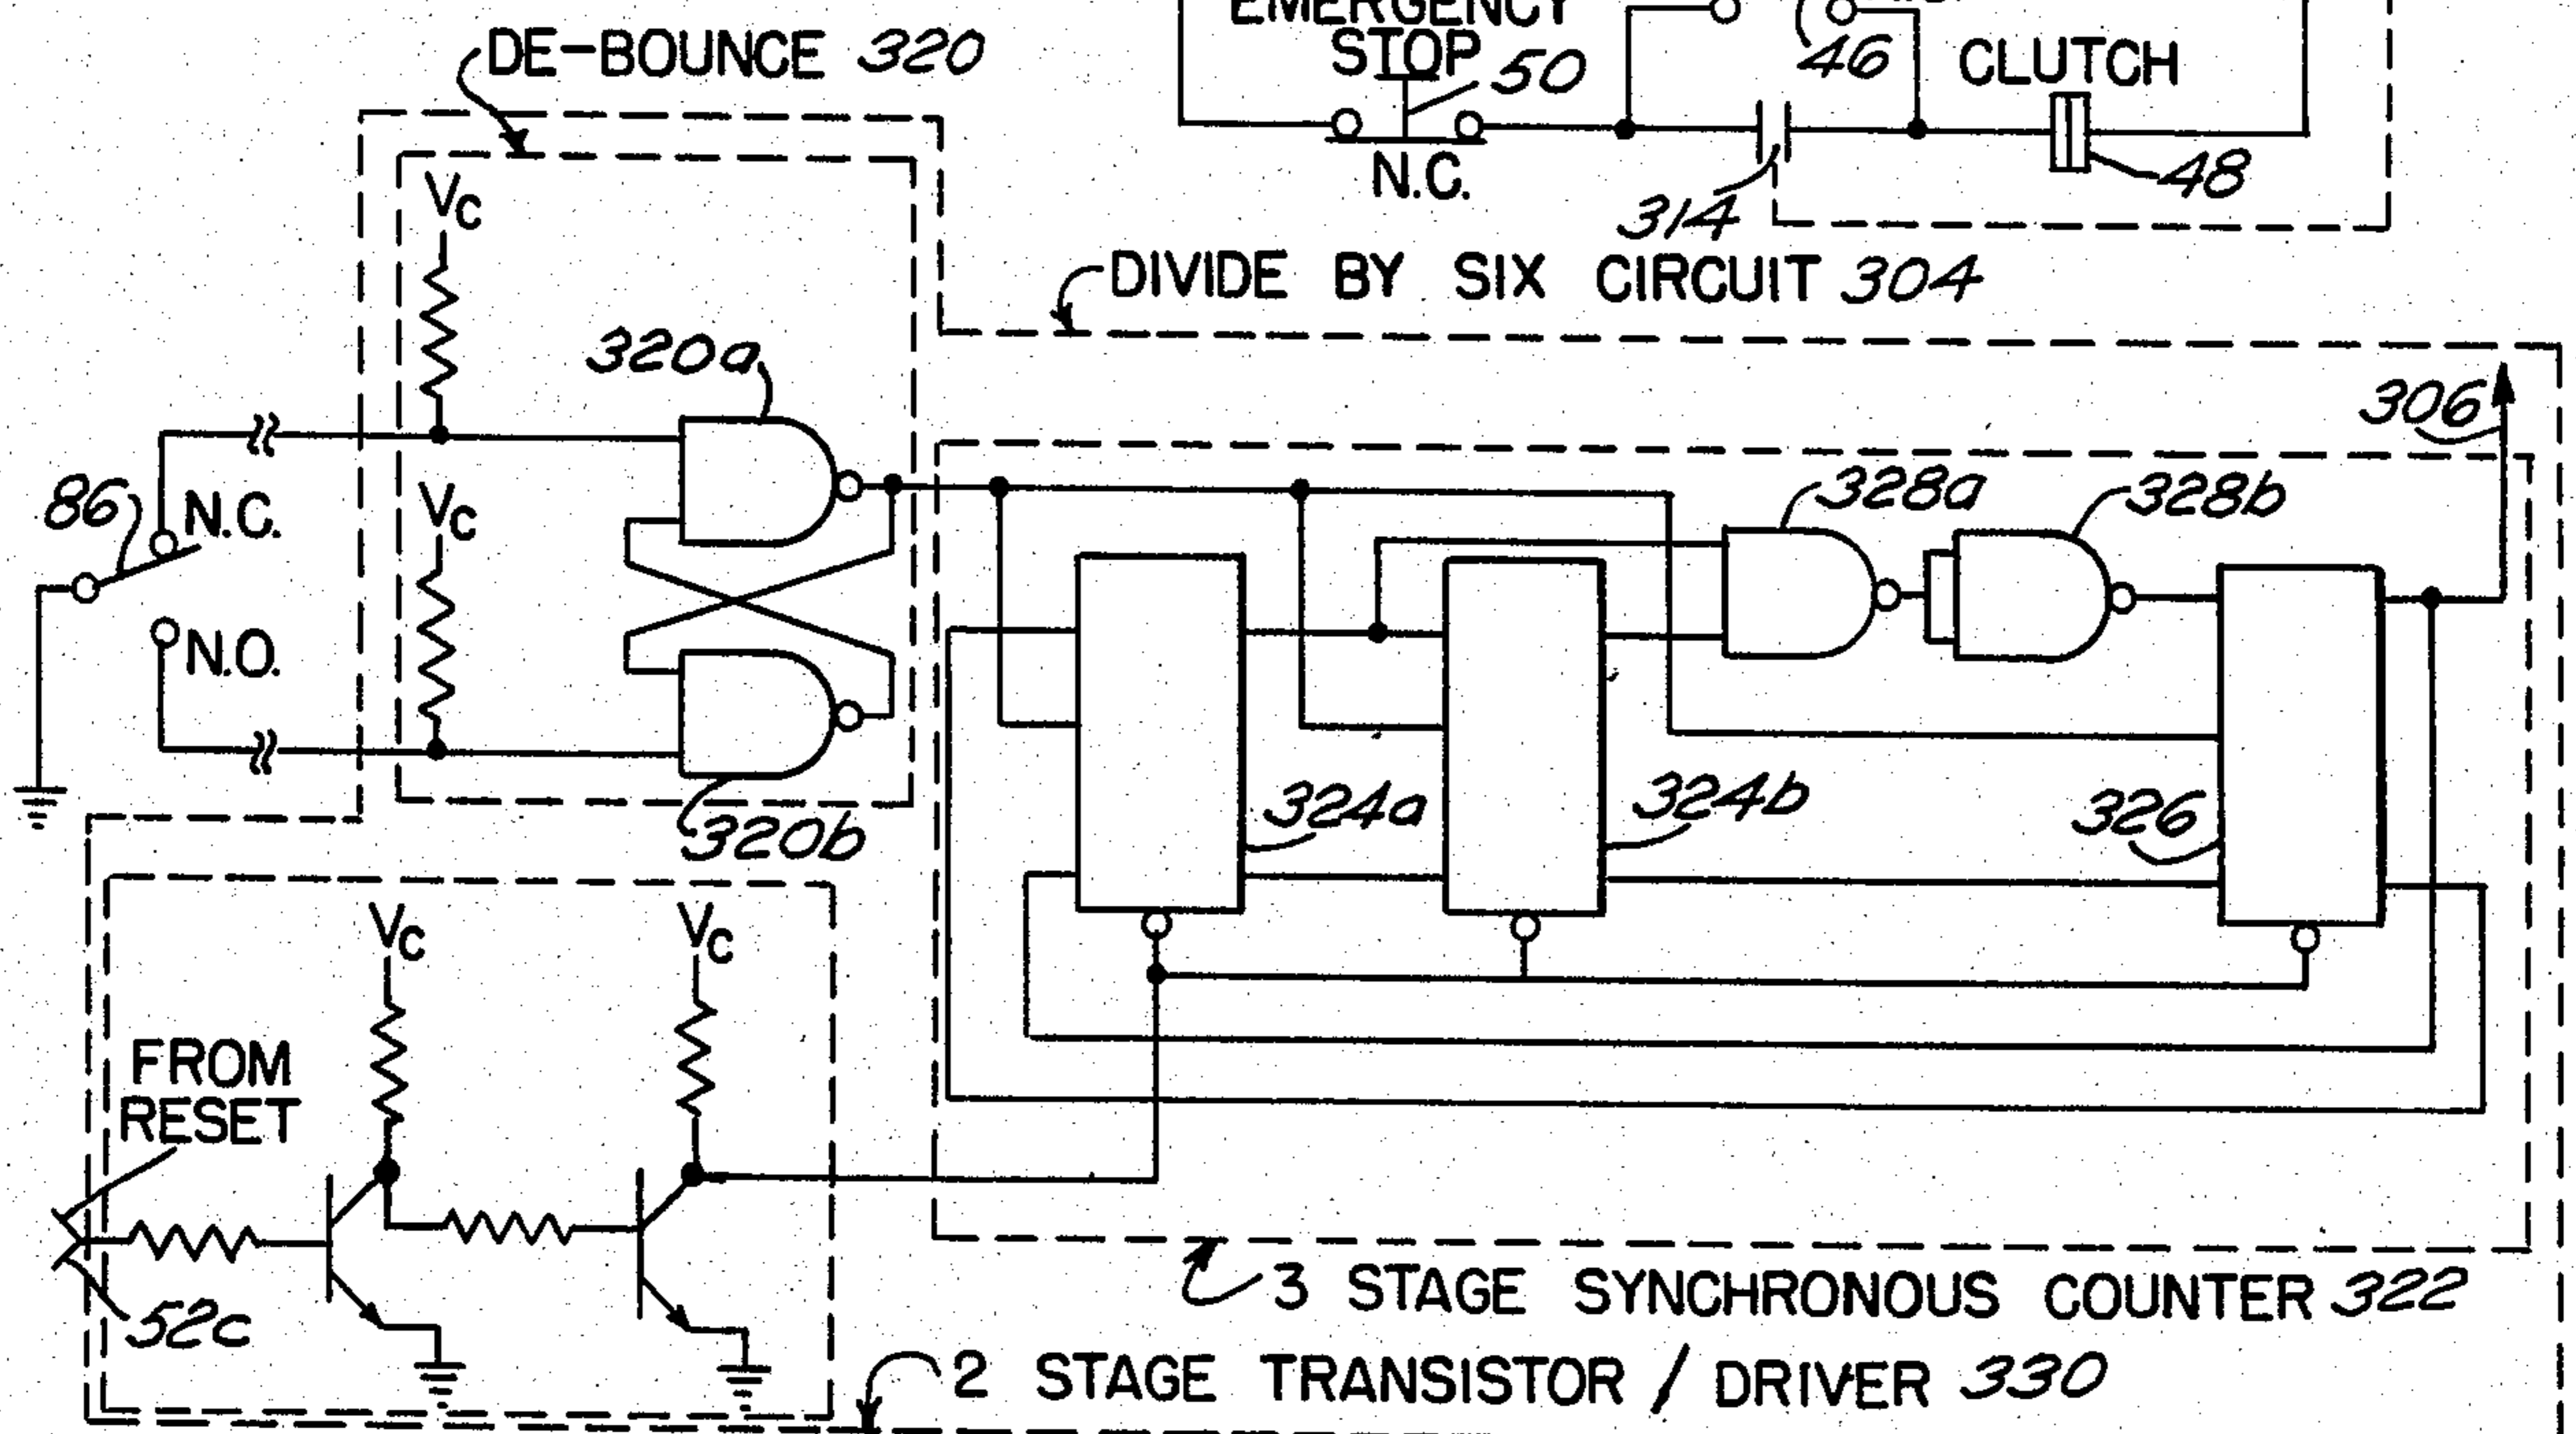 EMERGENCY
STOP 50
N.C.
46
CLUTCH
48
314
DE-BOUNCE 320
DIVIDE BY SIX CIRCUIT 304
VC
320a
306
86
N.C.
VC
328a
328b
N.O.
324a
324b
326
320b
VC
VC
FROM
RESET
52c
3 STAGE SYNCHRONOUS COUNTER 322
2 STAGE TRANSISTOR / DRIVER 330